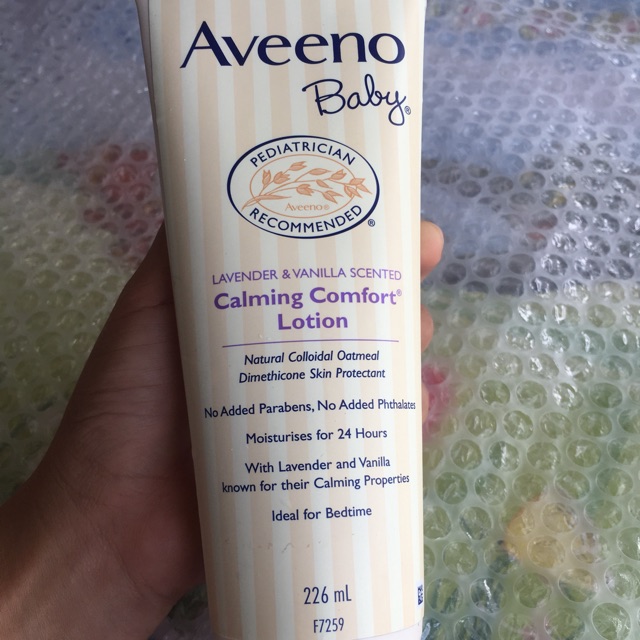 Aveeno
Baby®
PEDIATRICIAN
Aveeno®
RECOMMENDED®
LAVENDER & VANILLA SCENTED
Calming Comfort®
Lotion
Natural Colloidal Oatmeal
Dimethicone Skin Protectant
No Added Parabens, No Added Phthalates
Moisturises for 24 Hours
With Lavender and Vanilla
known for their Calming Properties
Ideal for Bedtime
226 mL
F7259